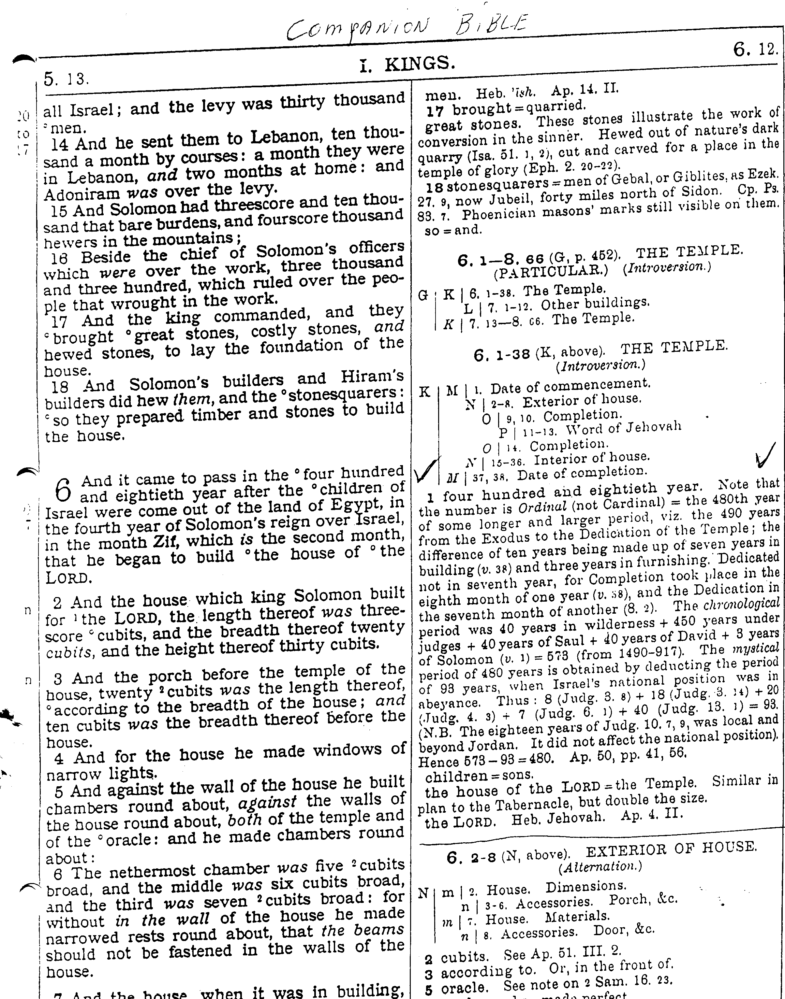 Companion Bible
5. 13.
I. KINGS.
6. 12.
all Israel; and the levy was thirty thousand
°men.
14 And he sent them to Lebanon, ten thou-
sand a month by courses: a month they were
in Lebanon, and two months at home: and
Adoniram was over the levy.
15 And Solomon had threescore and ten thou-
sand that bare burdens, and fourscore thousand
hewers in the mountains;
16 Beside the chief of Solomon's officers
which were over the work, three thousand
and three hundred, which ruled over the peo-
ple that wrought in the work.
17 And the king commanded, and they
°brought °great stones, costly stones, and
hewed stones, to lay the foundation of the
house.
18 And Solomon's builders and Hiram's
builders did hew them, and the °stonesquarers:
°so they prepared timber and stones to build
the house.
6 And it came to pass in the °four hundred
and eightieth year after the °children of
Israel were come out of the land of Egypt, in
the fourth year of Solomon's reign over Israel,
in the month Zif, which is the second month,
that he began to build °the house of °the
LORD.
2 And the house which king Solomon built
for ¹the LORD, the length thereof was three-
score °cubits, and the breadth thereof twenty
cubits, and the height thereof thirty cubits.
3 And the porch before the temple of the
house, twenty ²cubits was the length thereof,
°according to the breadth of the house; and
ten cubits was the breadth thereof before the
house.
4 And for the house he made windows of
narrow lights.
5 And against the wall of the house he built
chambers round about, against the walls of
the house round about, both of the temple and
of the °oracle: and he made chambers round
about:
6 The nethermost chamber was five ²cubits
broad, and the middle was six cubits broad,
and the third was seven ²cubits broad: for
without in the wall of the house he made
narrowed rests round about, that the beams
should not be fastened in the walls of the
house.
7 And the house, when it was in building,
men. Heb. 'ish. Ap. 14. II.
17 brought = quarried.
great stones. These stones illustrate the work of
conversion in the sinner. Hewed out of nature's dark
quarry (Isa. 51. 1, 2), cut and carved for a place in the
temple of glory (Eph. 2. 20-22).
18 stonesquarers = men of Gebal, or Giblites, as Ezek.
27. 9, now Jubeil, forty miles north of Sidon. Cp. Ps.
83. 7. Phoenician masons' marks still visible on them.
so = and.
6. 1—8. 66 (G, p. 452). THE TEMPLE.
(PARTICULAR.) (Introversion.)
G | K | 6. 1-38. The Temple.
L | 7. 1-12. Other buildings.
K | 7. 13—8. 66. The Temple.
6. 1-38 (K, above). THE TEMPLE.
(Introversion.)
K | M | 1. Date of commencement.
N | 2-8. Exterior of house.
O | 9, 10. Completion.
P | 11-13. Word of Jehovah
O | 14. Completion.
N | 15-36. Interior of house.
M | 37, 38. Date of completion.
1 four hundred and eightieth year. Note that
the number is Ordinal (not Cardinal) = the 480th year
of some longer and larger period, viz. the 490 years
from the Exodus to the Dedication of the Temple; the
difference of ten years being made up of seven years in
building (v. 38) and three years in furnishing. Dedicated
not in seventh year, for Completion took place in the
eighth month of one year (v. 38), and the Dedication in
the seventh month of another (8. 2). The chronological
period was 40 years in wilderness + 450 years under
judges + 40 years of Saul + 40 years of David + 3 years
of Solomon (v. 1) = 573 (from 1490-917). The mystical
period of 480 years is obtained by deducting the period
of 93 years, when Israel's national position was in
abeyance. Thus: 8 (Judg. 3. 8) + 18 (Judg. 3. 14) + 20
(Judg. 4. 3) + 7 (Judg. 6. 1) + 40 (Judg. 13. 1) = 93.
(N.B. The eighteen years of Judg. 10. 7, 9, was local and
beyond Jordan. It did not affect the national position).
Hence 573 – 93 = 480. Ap. 50, pp. 41, 56.
children = sons.
the house of the LORD = the Temple. Similar in
plan to the Tabernacle, but double the size.
the LORD. Heb. Jehovah. Ap. 4. II.
6. 2-8 (N, above). EXTERIOR OF HOUSE.
(Alternation.)
N | m | 2. House. Dimensions.
n | 3-6. Accessories. Porch, &c.
m | 7. House. Materials.
n | 8. Accessories. Door, &c.
2 cubits. See Ap. 51. III. 2.
3 according to. Or, in the front of.
5 oracle. See note on 2 Sam. 16. 23.
made perfect
n
n